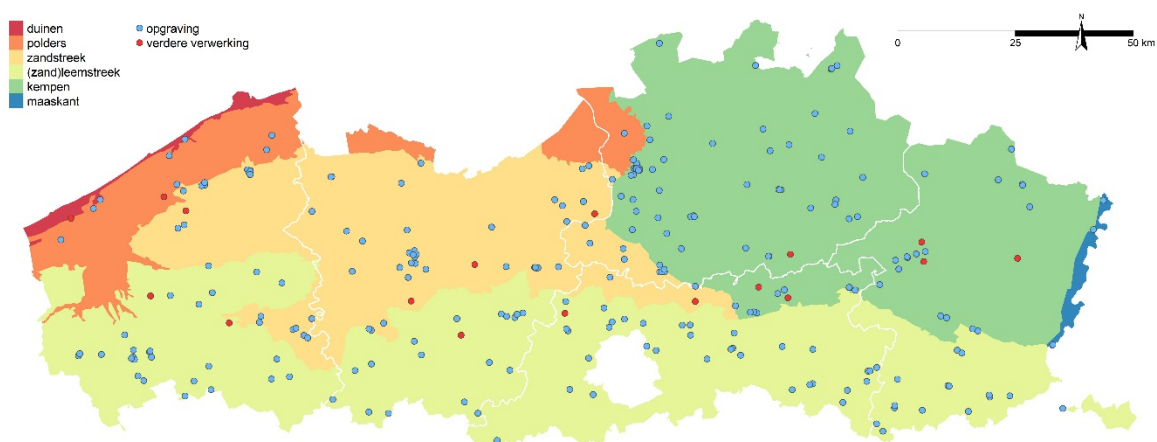 duinen
polders
zandstreek
(zand)leemstreek
kempen
maaskant
opgraving
verdere verwerking
N
0 25 50 km